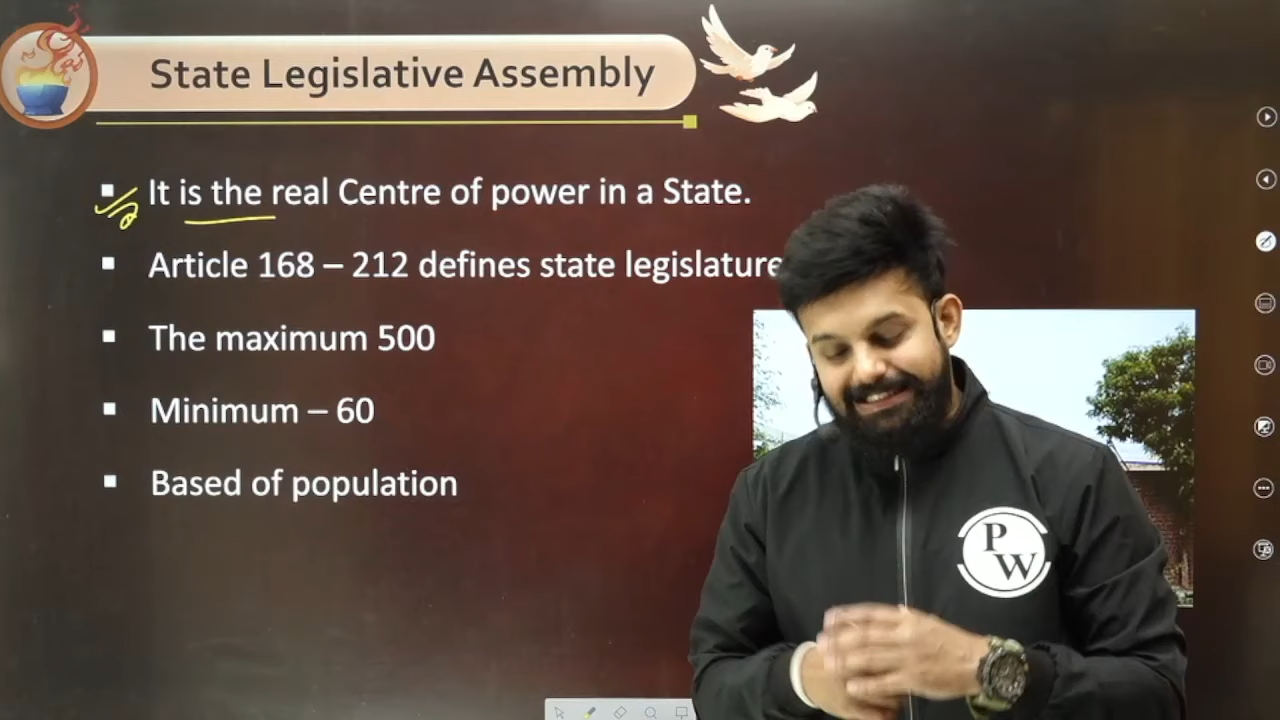 State Legislative Assembly
▪ It is the real Centre of power in a State.
▪ Article 168 – 212 defines state legislature
▪ The maximum 500
▪ Minimum – 60
▪ Based of population
P
W